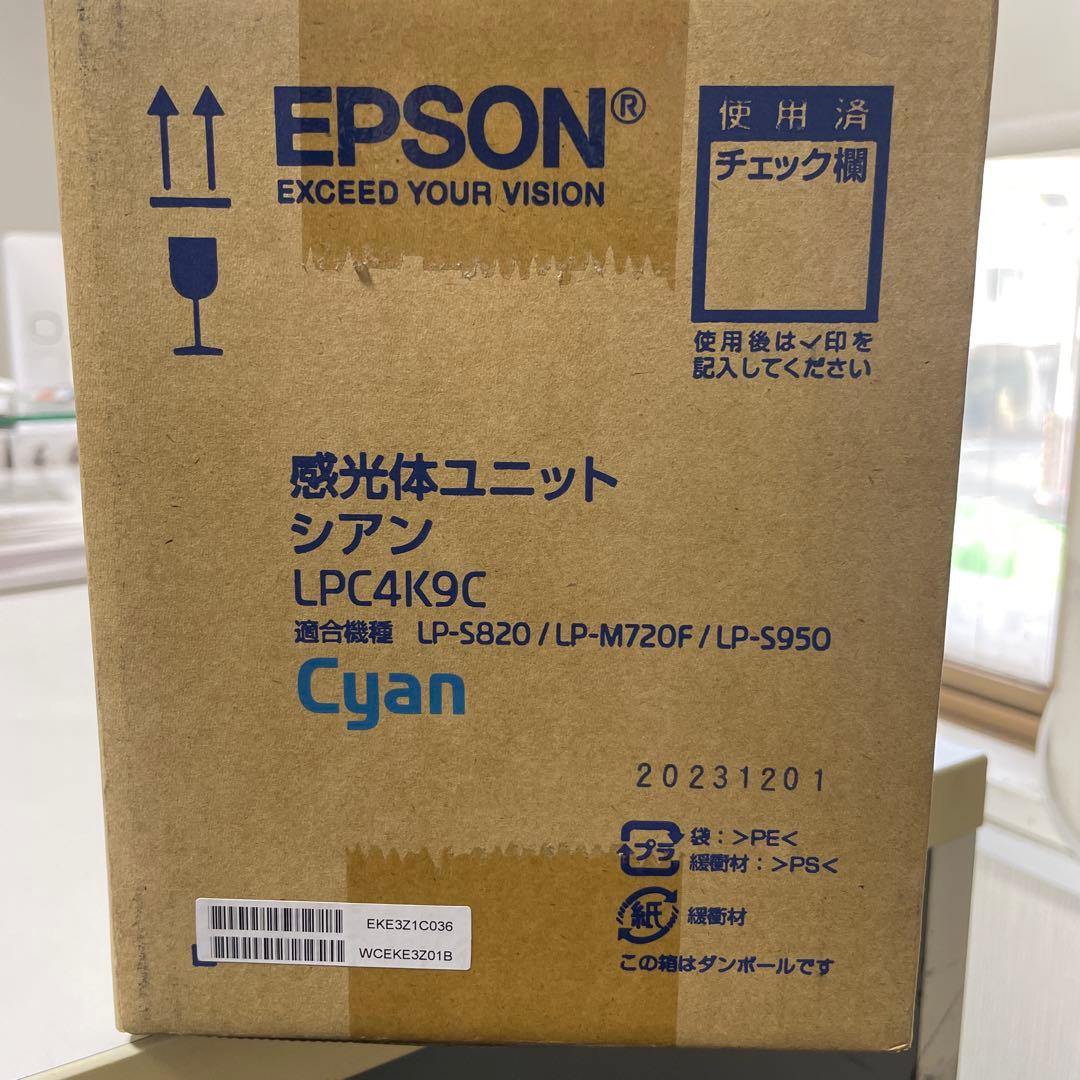 EPSON®
EXCEED YOUR VISION
使用済
チェック欄
使用後は✓印を
記入してください
感光体ユニット
シアン
LPC4K9C
適合機種 LP-S820 / LP-M720F / LP-S950
Cyan
20231201
プラ
袋：>PE<
緩衝材：>PS<
紙
緩衝材
この箱はダンボールです
EKE3Z1C036
WCEKE3Z01B